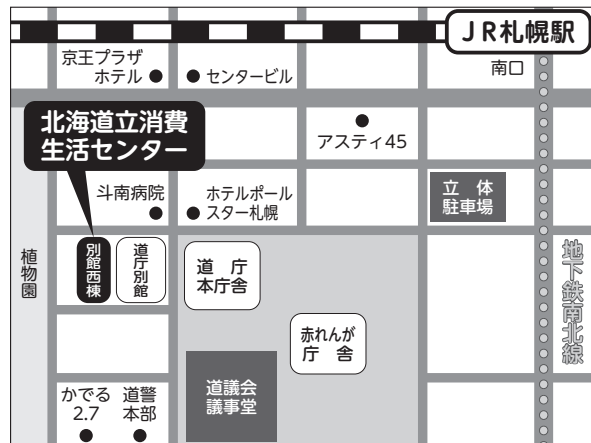 JR札幌駅
南口
京王プラザ
ホテル
センタービル
アスティ45
北海道立消費
生活センター
斗南病院
ホテルポール
スター札幌
立体
駐車場
植物園
別館西棟
道庁別館
道庁
本庁舎
赤れんが
庁舎
地下鉄南北線
道議会
議事堂
かでる
2.7
道警
本部